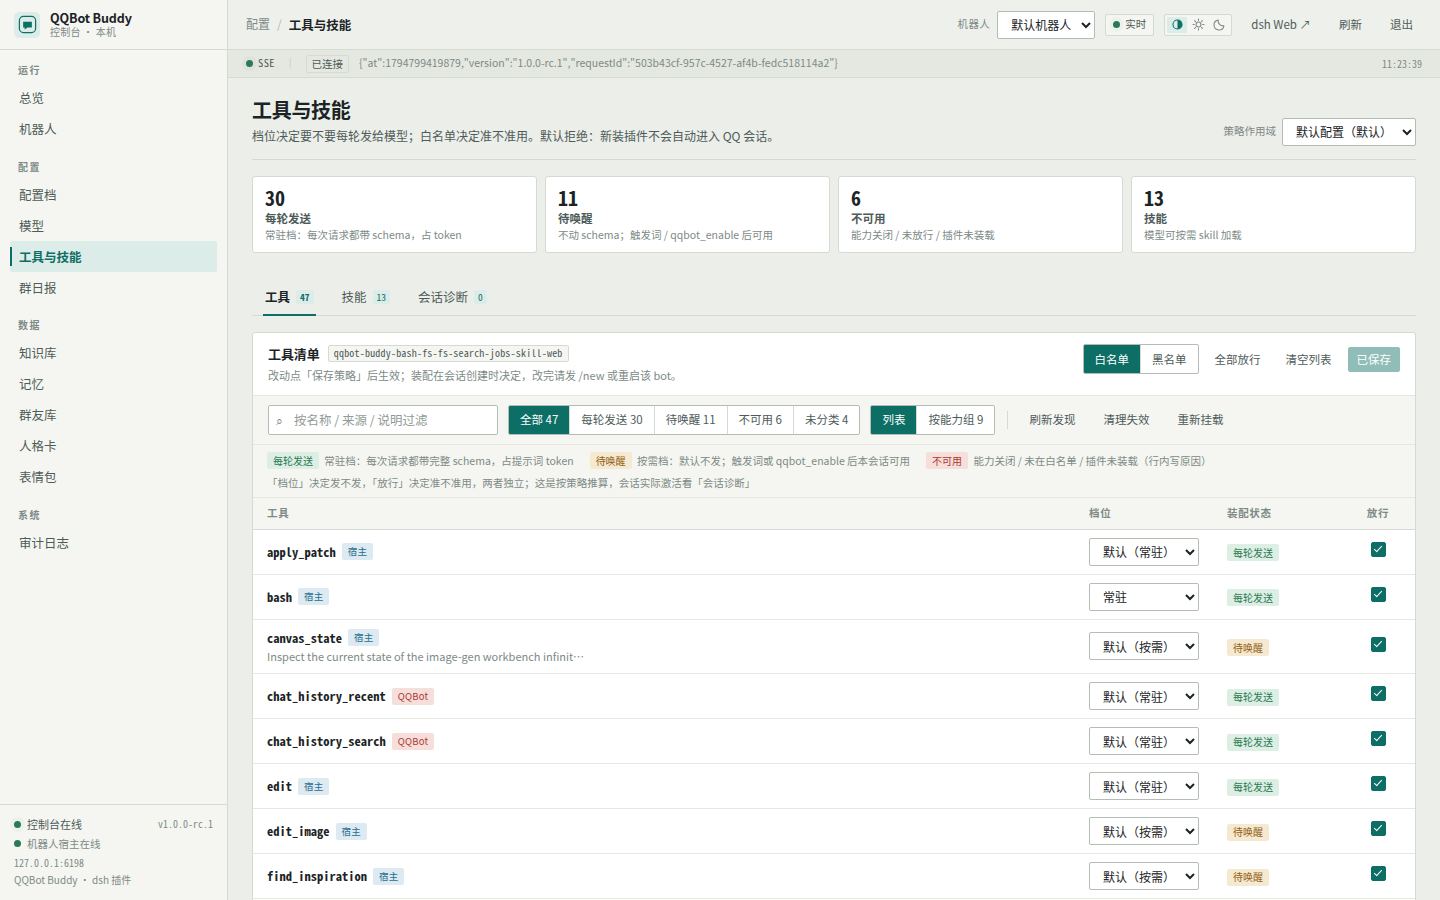 QQBot Buddy
控制台 · 本机
运行
总览
机器人
配置
配置档
模型
工具与技能
群日报
数据
知识库
记忆
群友库
人格卡
表情包
系统
审计日志
控制台在线 v1.0.0-rc.1
机器人宿主在线
127.0.0.1:6198
QQBot Buddy · dsh 插件
配置 / 工具与技能
机器人 默认机器人 实时 dsh Web ↗ 刷新 退出
SSE 已连接 {"at":1794799419879,"version":"1.0.0-rc.1","requestId":"503b43cf-957c-4527-af4b-fedc518114a2"} 11:23:39
工具与技能
档位决定要不要每轮发给模型；白名单决定准不准用。默认拒绝：新装插件不会自动进入 QQ 会话。
策略作用域 默认配置（默认）
30
每轮发送
常驻档：每次请求都带 schema，占 token
11
待唤醒
不动 schema；触发词 / qqbot_enable 后可用
6
不可用
能力关闭 / 未放行 / 插件未装载
13
技能
模型可按需 skill 加载
工具 47 技能 13 会话诊断 0
工具清单 qqbot-buddy-bash-fs-fs-search-jobs-skill-web
改动点「保存策略」后生效；装配在会话创建时决定，改完请发 /new 或重启该 bot。
白名单 黑名单 全部放行 清空列表 已保存
按名称 / 来源 / 说明过滤 全部 47 每轮发送 30 待唤醒 11 不可用 6 未分类 4 列表 按能力组 9 刷新发现 清理失效 重新挂载
每轮发送 常驻档：每次请求都带完整 schema，占提示词 token 待唤醒 按需档：默认不发；触发词或 qqbot_enable 后本会话可用 不可用 能力关闭 / 未在白名单 / 插件未装载（行内写原因）
「档位」决定发不发，「放行」决定准不准用，两者独立；这是按策略推算，会话实际激活看「会话诊断」
工具 档位 装配状态 放行
apply_patch 宿主 默认（常驻） 每轮发送
bash 宿主 常驻 每轮发送
canvas_state 宿主 默认（按需） 待唤醒
Inspect the current state of the image-gen workbench infinit…
chat_history_recent QQBot 默认（常驻） 每轮发送
chat_history_search QQBot 默认（常驻） 每轮发送
edit 宿主 默认（常驻） 每轮发送
edit_image 宿主 默认（按需） 待唤醒
find_inspiration 宿主 默认（按需） 待唤醒